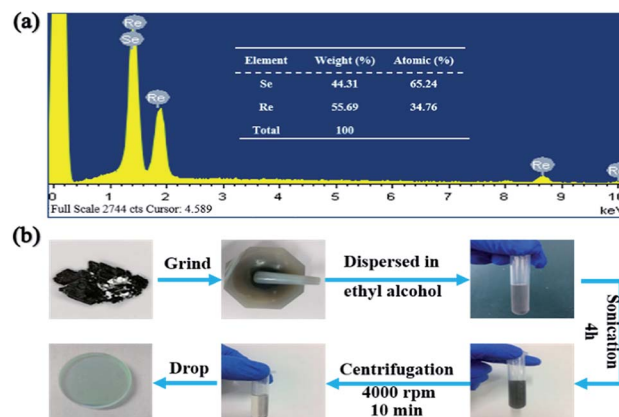 (a)
Re
Se
Re
Element Weight (%) Atomic (%)
Se 44.31 65.24
Re 55.69 34.76
Total 100
Re
0 1 2 3 4 5 6 7 8 9 10
Full Scale 2744 cts Cursor: 4.589
keV
(b)
Grind
Dispersed in
ethyl alcohol
Sonication
4h
Drop
Centrifugation
4000 rpm
10 min